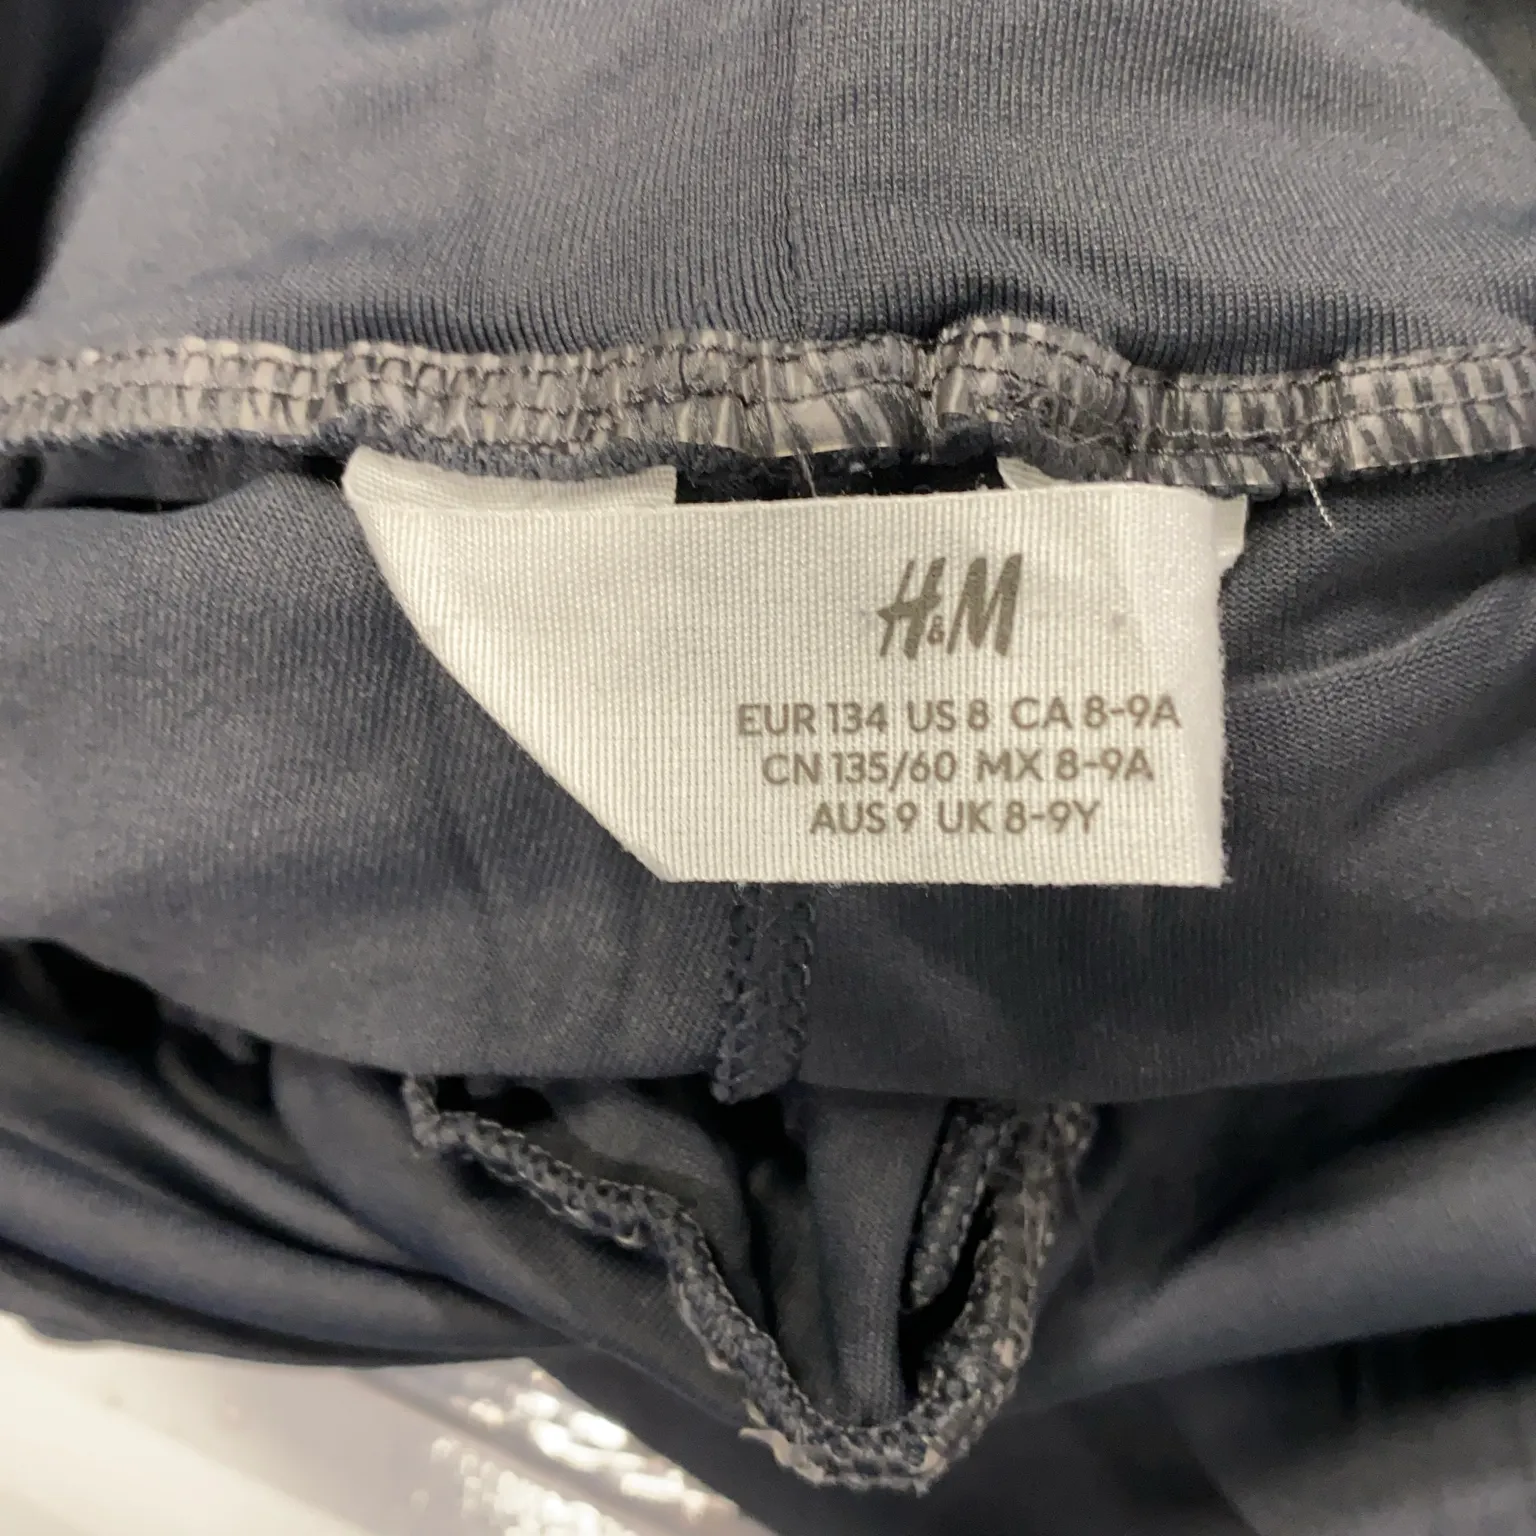 H&M
EUR 134 US 8 CA 8-9A
CN 135/60 MX 8-9A
AUS 9 UK 8-9Y